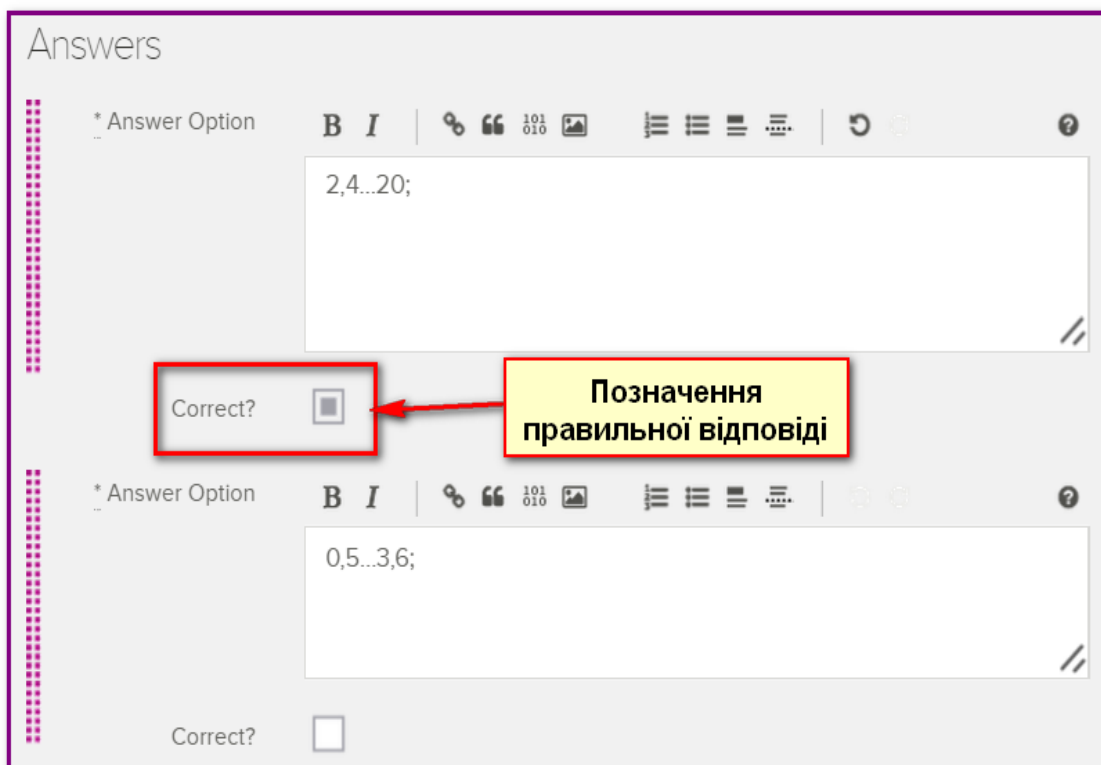 Answers
* Answer Option
B I
2,4...20;
Correct?
Позначення
правильної відповіді
* Answer Option
B I
0,5...3,6;
Correct?